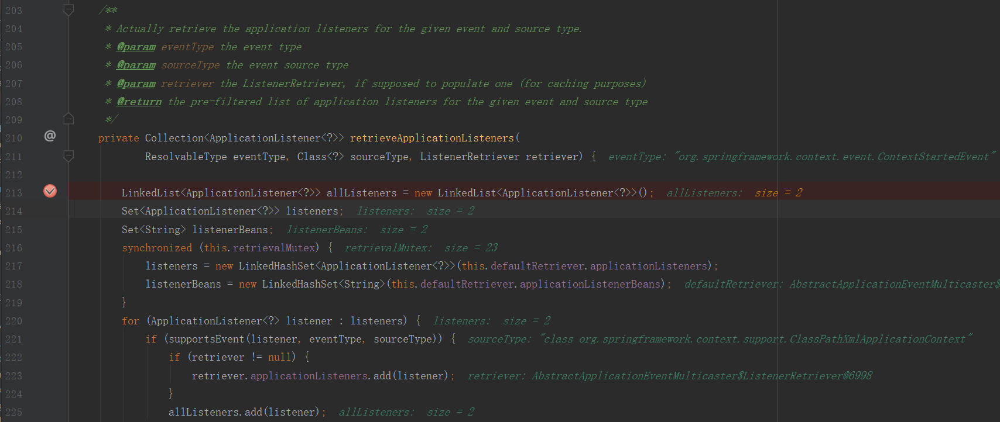 203 /**
204 * Actually retrieve the application listeners for the given event and source type.
205 * @param eventType the event type
206 * @param sourceType the event source type
207 * @param retriever the ListenerRetriever, if supposed to populate one (for caching purposes)
208 * @return the pre-filtered list of application listeners for the given event and source type
209 */
210 @ private Collection<ApplicationListener<?>> retrieveApplicationListeners(
211 ResolvableType eventType, Class<?> sourceType, ListenerRetriever retriever) { eventType: "org.springframework.context.event.ContextStartedEvent"
212
213 LinkedList<ApplicationListener<?>> allListeners = new LinkedList<ApplicationListener<?>>(); allListeners: size = 2
214 Set<ApplicationListener<?>> listeners; listeners: size = 2
215 Set<String> listenerBeans; listenerBeans: size = 2
216 synchronized (this.retrievalMutex) { retrievalMutex: size = 23
217 listeners = new LinkedHashSet<ApplicationListener<?>>(this.defaultRetriever.applicationListeners);
218 listenerBeans = new LinkedHashSet<String>(this.defaultRetriever.applicationListenerBeans); defaultRetriever: AbstractApplicationEventMulticaster$
219 }
220 for (ApplicationListener<?> listener : listeners) { listeners: size = 2
221 if (supportsEvent(listener, eventType, sourceType)) { sourceType: "class org.springframework.context.support.ClassPathXmlApplicationContext"
222 if (retriever != null) {
223 retriever.applicationListeners.add(listener); retriever: AbstractApplicationEventMulticaster$ListenerRetriever@6998
224 }
225 allListeners.add(listener); allListeners: size = 2